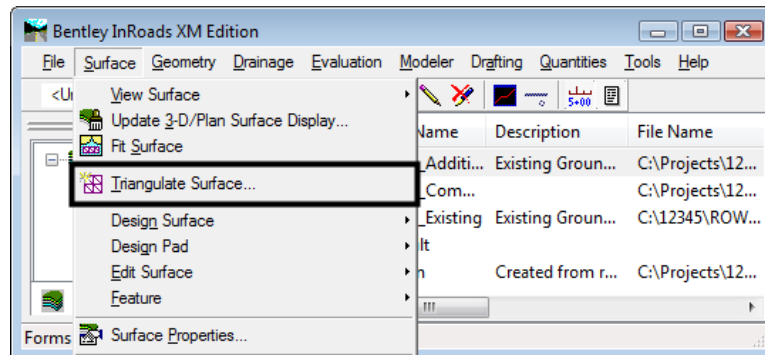 Bentley InRoads XM Edition
File Surface Geometry Drainage Evaluation Modeler Drafting Quantities Tools Help
<Ur View Surface 5+00
Update 3-D/Plan Surface Display...
Name Description File Name
Fit Surface
_Additi... Existing Groun... C:\Projects\12...
Triangulate Surface...
_Com... C:\Projects\12...
Design Surface _Existing Existing Groun... C:\12345\ROW...
Design Pad lt
Edit Surface n Created from r... C:\Projects\12...
Feature
Forms Surface Properties...